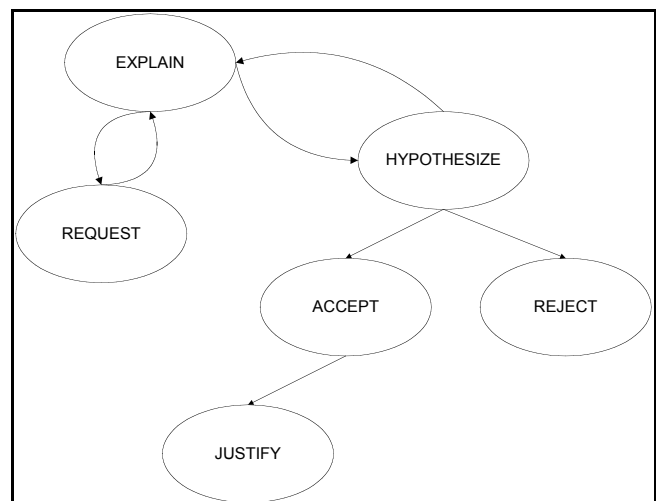 EXPLAIN
HYPOTHESIZE
REQUEST
ACCEPT
REJECT
JUSTIFY